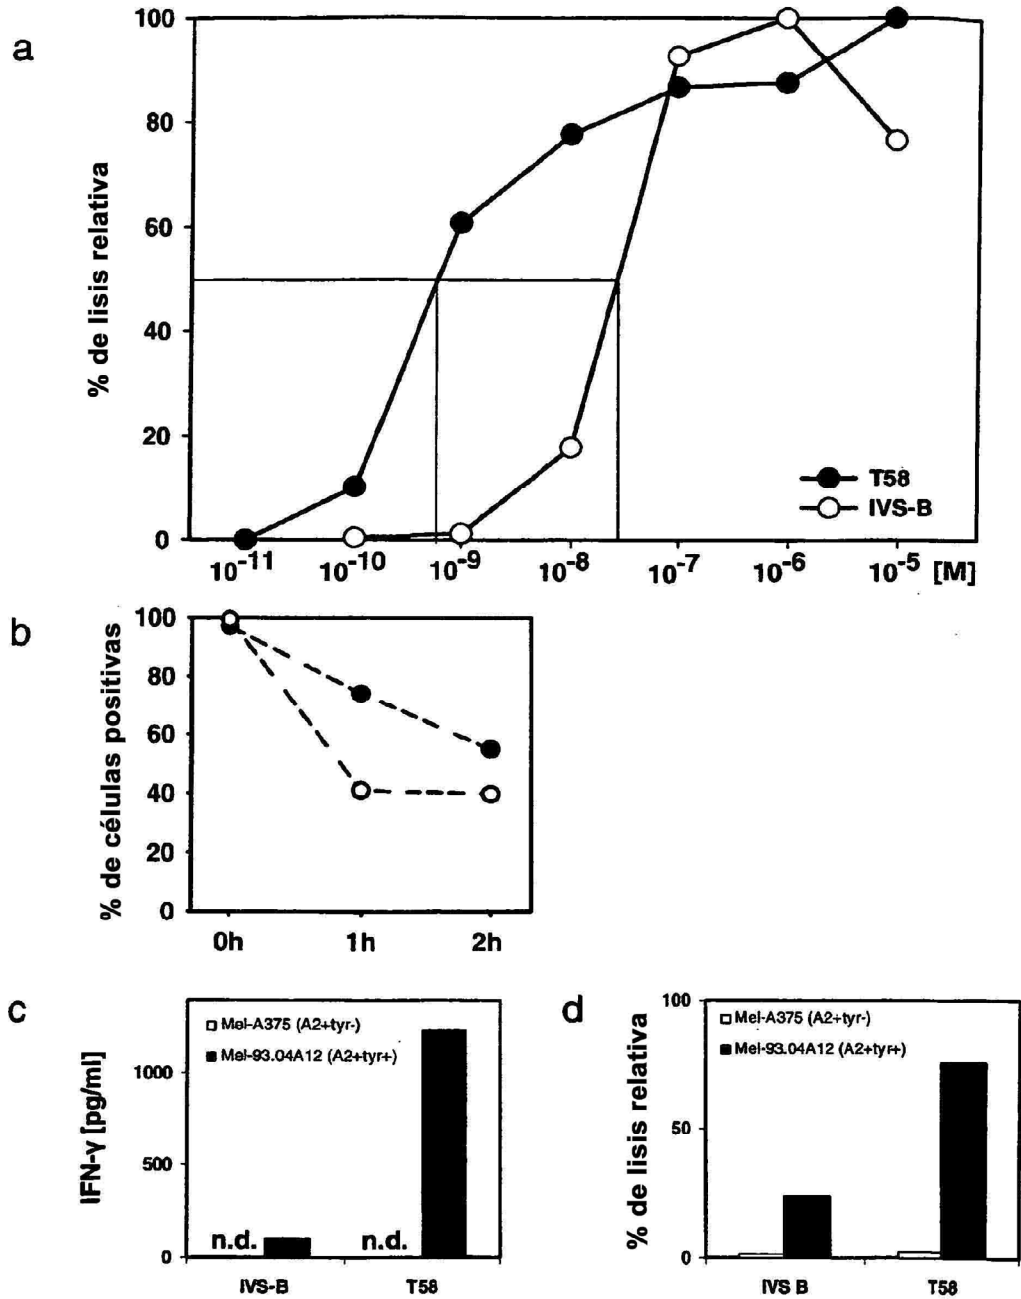 a
% de lisis relativa
100
80
60
40
20
0
T58
IVS-B
10-11 10-10 10-9 10-8 10-7 10-6 10-5 [M]
b
% de células positivas
100
80
60
40
20
0
0h 1h 2h
c
IFN-γ [pg/ml]
Mel-A375 (A2+tyr-)
Mel-93.04A12 (A2+tyr+)
1000
500
0
n.d. n.d.
IVS-B T58
d
% de lisis relativa
100
50
0
Mel-A375 (A2+tyr-)
Mel-93.04A12 (A2+tyr+)
IVS B T58